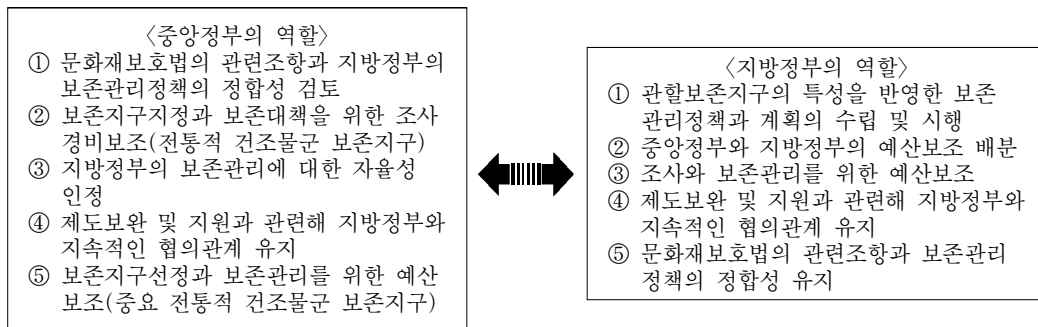 〈중앙정부의 역할〉
① 문화재보호법의 관련조항과 지방정부의
보존관리정책의 정합성 검토
② 보존지구지정과 보존대책을 위한 조사
경비보조(전통적 건조물군 보존지구)
③ 지방정부의 보존관리에 대한 자율성
인정
④ 제도보완 및 지원과 관련해 지방정부와
지속적인 협의관계 유지
⑤ 보존지구선정과 보존관리를 위한 예산
보조(중요 전통적 건조물군 보존지구)
〈지방정부의 역할〉
① 관할보존지구의 특성을 반영한 보존
관리정책과 계획의 수립 및 시행
② 중앙정부와 지방정부의 예산보조 배분
③ 조사와 보존관리를 위한 예산보조
④ 제도보완 및 지원과 관련해 지방정부와
지속적인 협의관계 유지
⑤ 문화재보호법의 관련조항과 보존관리
정책의 정합성 유지